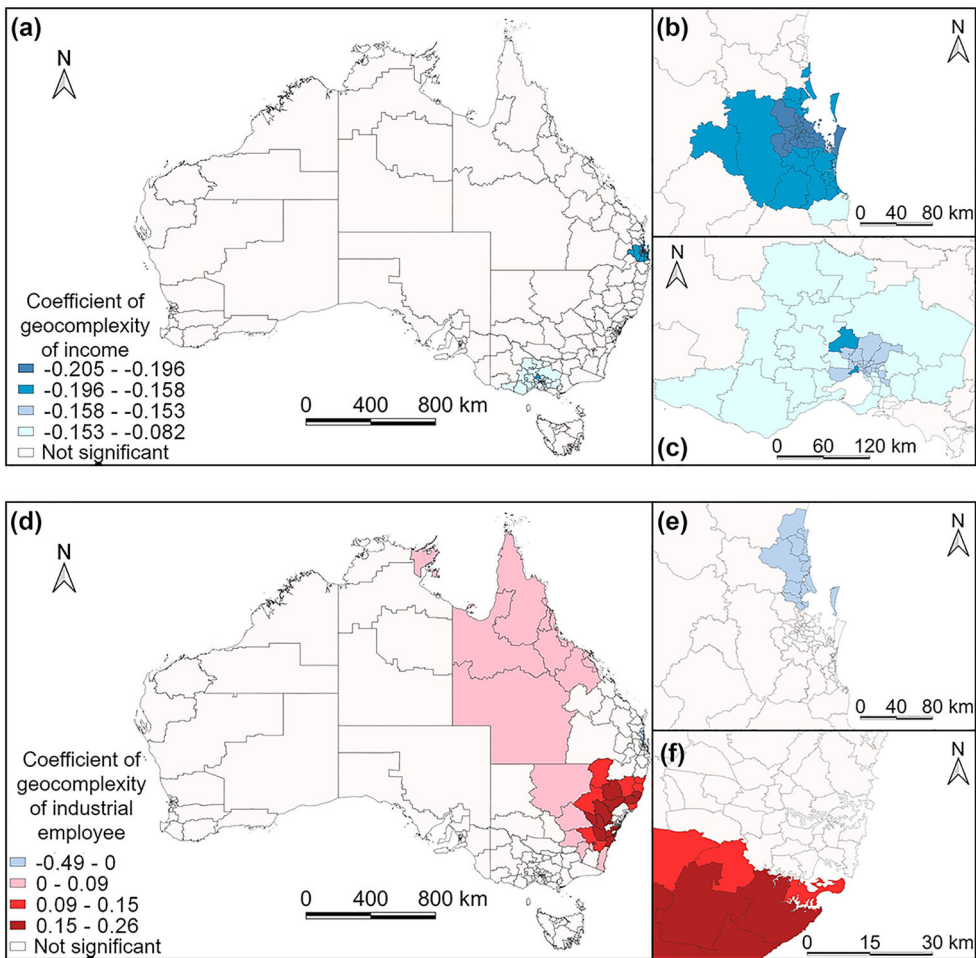 (a)
N
Coefficient of
geocomplexity
of income
-0.205 - -0.196
-0.196 - -0.158
-0.158 - -0.153
-0.153 - -0.082
Not significant
0 400 800 km
(b)
N
0 40 80 km
N
(c)
0 60 120 km
(d)
N
Coefficient of
geocomplexity
of industrial
employee
-0.49 - 0
0 - 0.09
0.09 - 0.15
0.15 - 0.26
Not significant
0 400 800 km
(e)
N
0 40 80 km
(f)
N
0 15 30 km